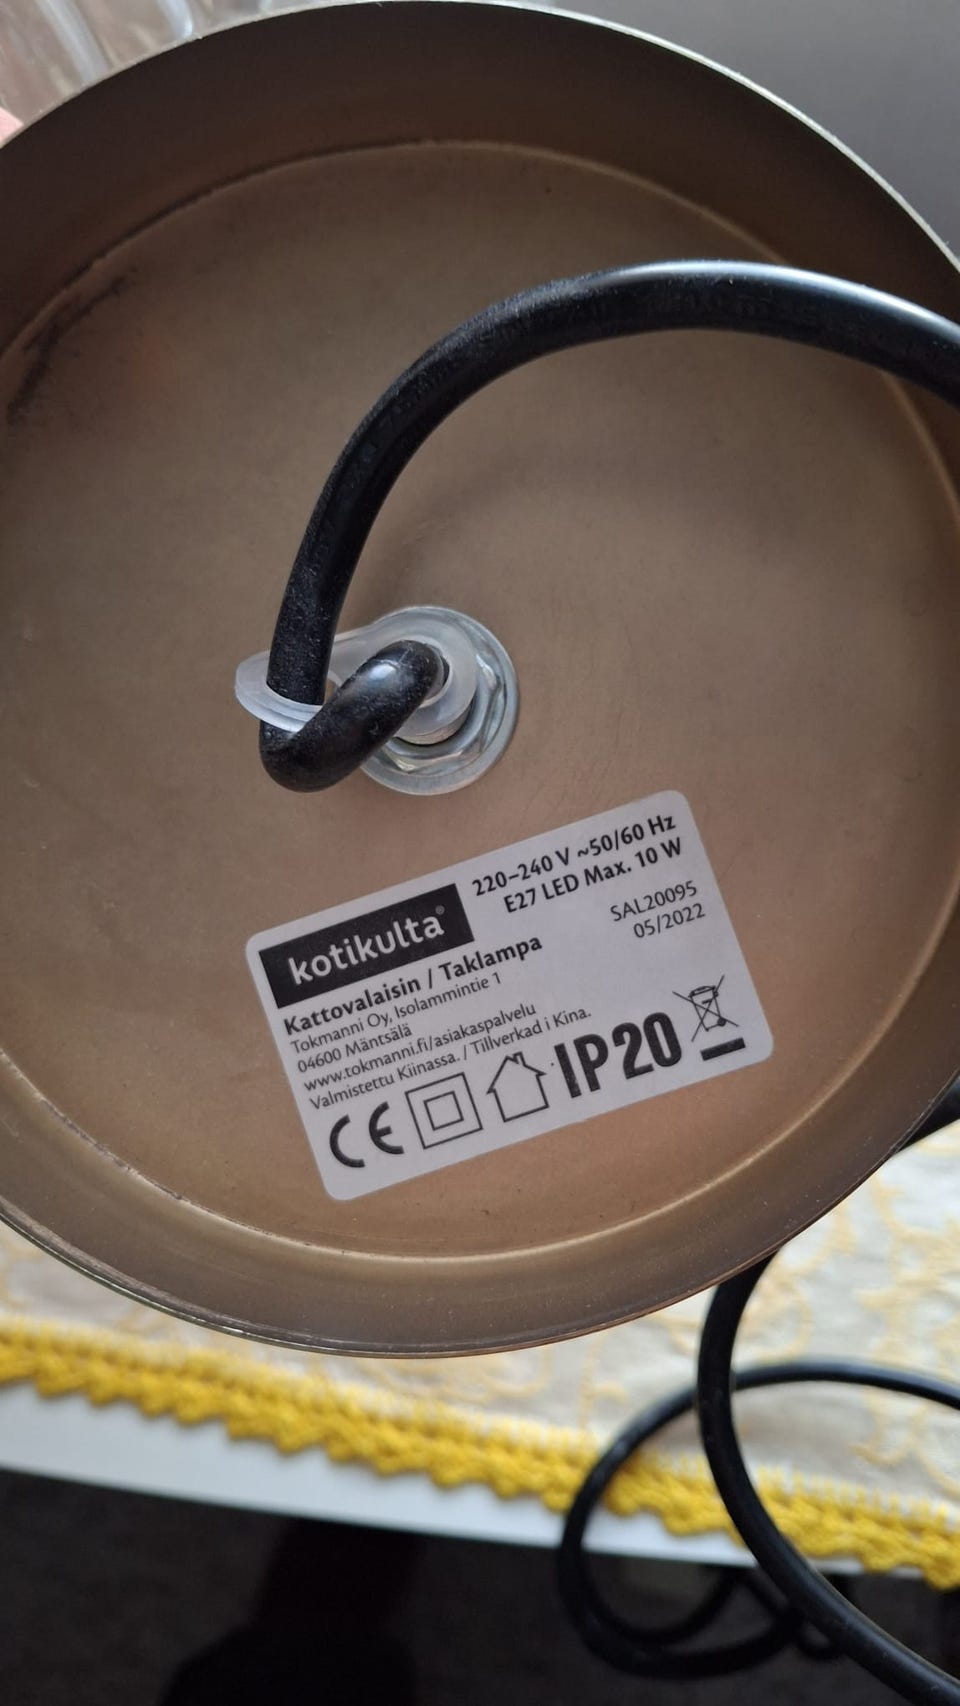 kotikulta®
220–240 V ~50/60 Hz
E27 LED Max. 10 W
SAL20095
05/2022
Kattovalaisin / Taklampa
Tokmanni Oy, Isolammintie 1
04600 Mäntsälä
www.tokmanni.fi/asiakaspalvelu
Valmistettu Kiinassa. / Tillverkad i Kina.
CE IP20